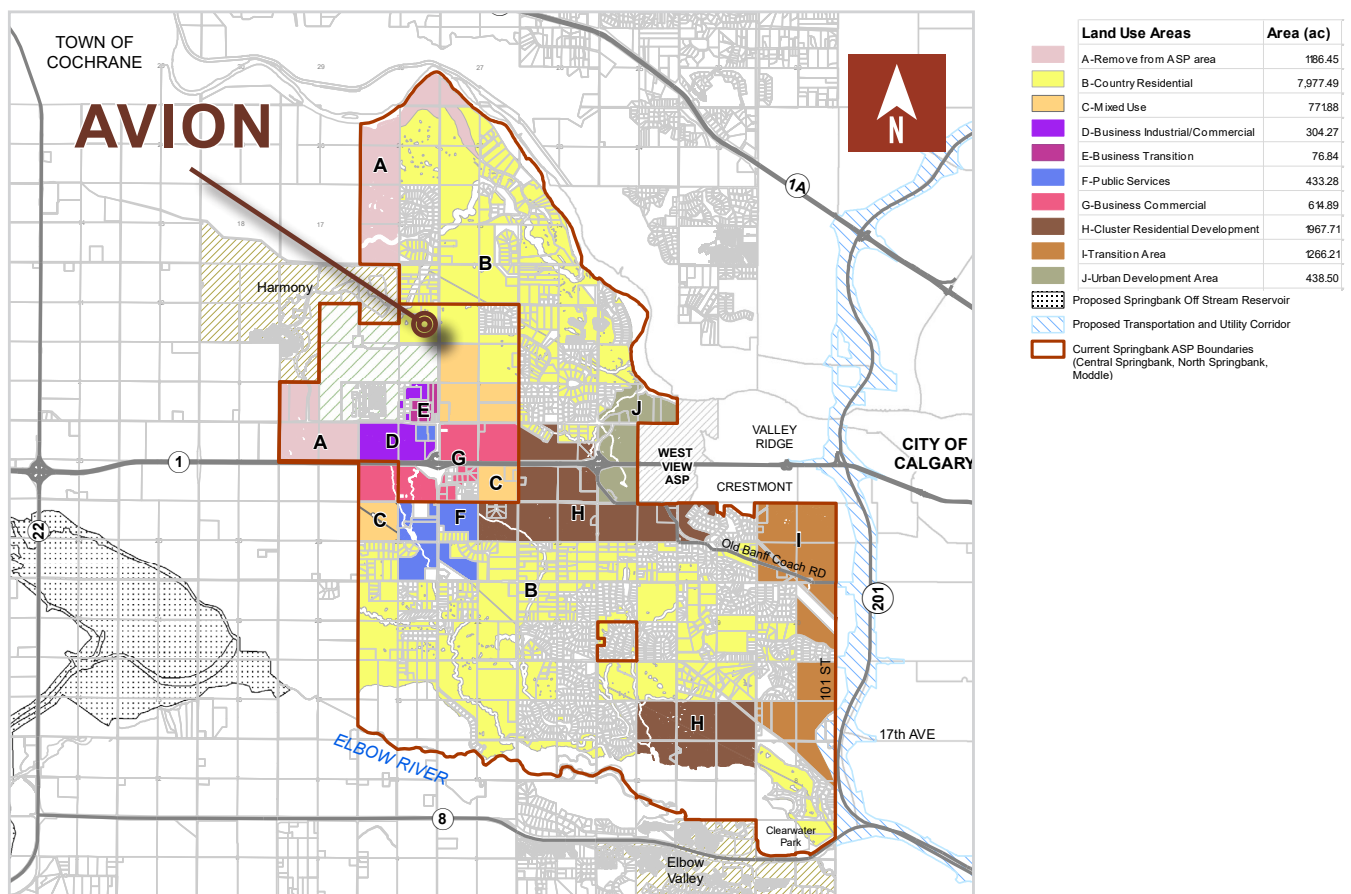 TOWN OF
COCHRANE
AVION
N
1A
A
B
Harmony
27
29
18
17
E
J
A
D
G
C
1
WEST
VIEW
ASP
VALLEY
RIDGE
CITY OF
CALGARY
CRESTMONT
C
F
H
I
Old Banff Coach RD
22
B
201
101 ST
H
17th AVE
ELBOW RIVER
8
Clearwater
Park
Elbow
Valley
Land Use Areas Area (ac)
A-Remove from ASP area 1186.45
B-Country Residential 7,977.49
C-Mixed Use 771.88
D-Business Industrial/Commercial 304.27
E-Business Transition 76.84
F-Public Services 433.28
G-Business Commercial 614.89
H-Cluster Residential Development 1967.71
I-Transition Area 1266.21
J-Urban Development Area 438.50
Proposed Springbank Off Stream Reservoir
Proposed Transportation and Utility Corridor
Current Springbank ASP Boundaries
(Central Springbank, North Springbank,
Moddle)